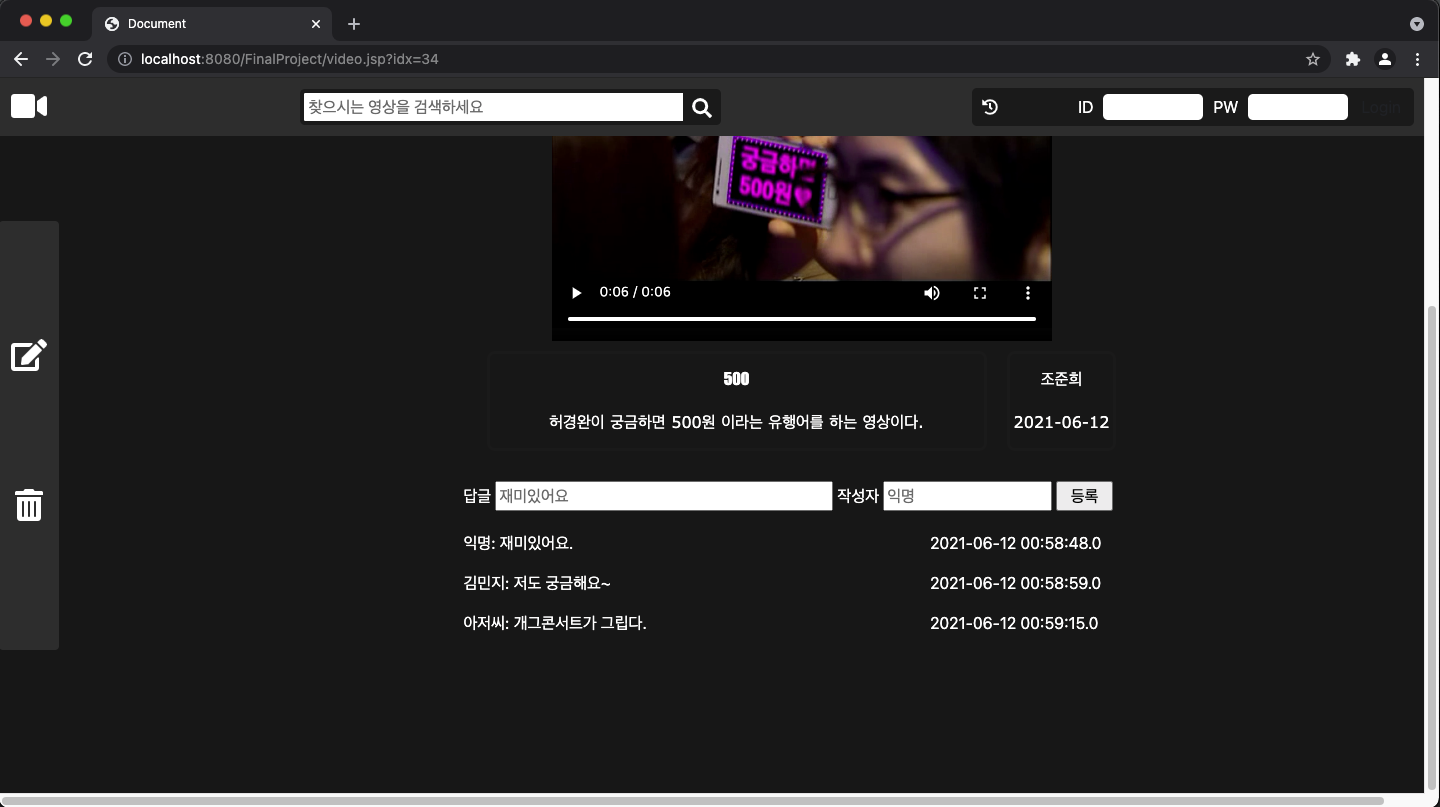 Document
localhost:8080/FinalProject/video.jsp?idx=34
찾으시는 영상을 검색하세요
ID PW Login
궁금하면
500원♥
0:06 / 0:06
500
조준희
허경완이 궁금하면 500원 이라는 유행어를 하는 영상이다.
2021-06-12
답글 재미있어요 작성자 익명 등록
익명: 재미있어요. 2021-06-12 00:58:48.0
김민지: 저도 궁금해요~ 2021-06-12 00:58:59.0
아저씨: 개그콘서트가 그립다. 2021-06-12 00:59:15.0